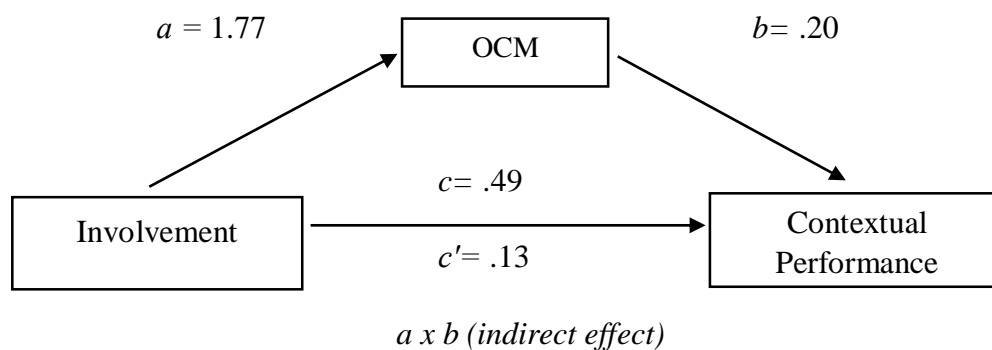 a = 1.77
OCM
b= .20
c= .49
Involvement
c′= .13
Contextual
Performance
a x b (indirect effect)